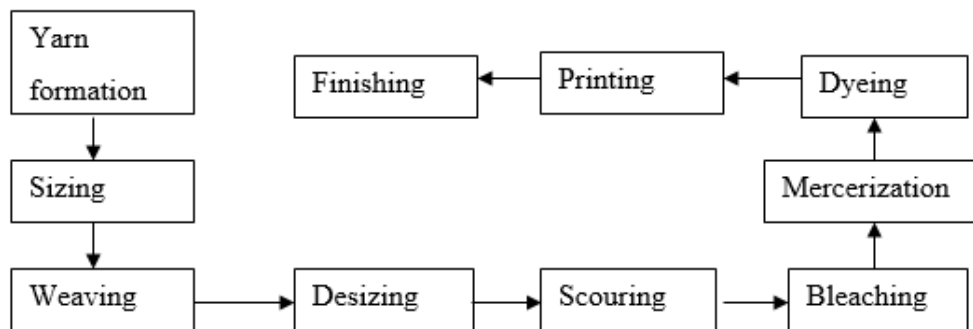 Yarn
formation
Sizing
Weaving
Desizing
Scouring
Bleaching
Mercerization
Dyeing
Printing
Finishing